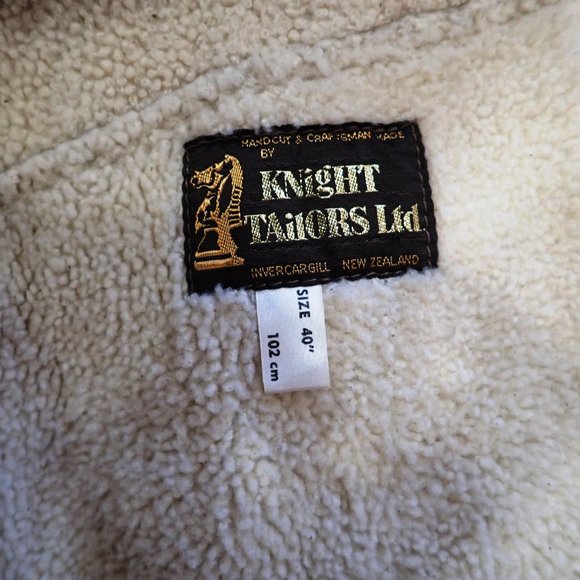 HANDCUT & CRAFTSMAN MADE
BY
KNigHT
TAilORS Ltd
INVERCARGILL NEW ZEALAND
SIZE 40"
102 cm